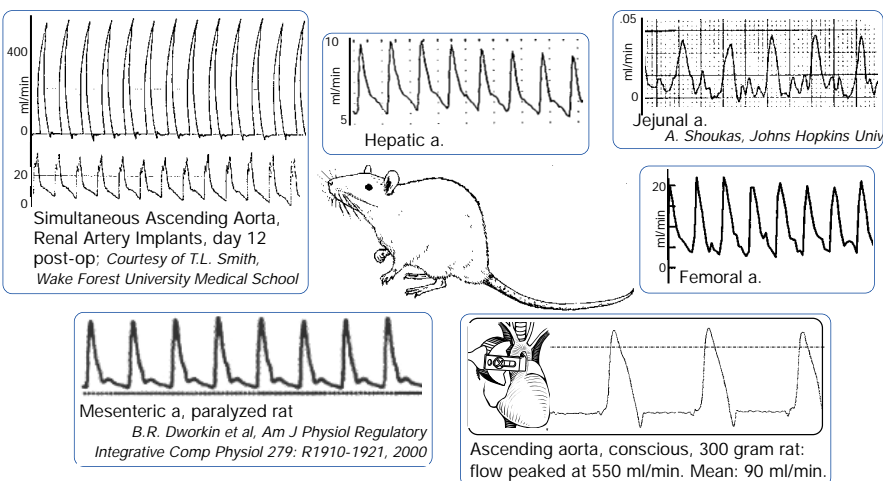 400
ml/min
0
20
0
Simultaneous Ascending Aorta,
Renal Artery Implants, day 12
post-op; Courtesy of T.L. Smith,
Wake Forest University Medical School
10
ml/min
5
Hepatic a.
.05
ml/min
0
Jejunal a.
A. Shoukas, Johns Hopkins Univ
20
ml/min
0
Femoral a.
Mesenteric a, paralyzed rat
B.R. Dworkin et al, Am J Physiol Regulatory
Integrative Comp Physiol 279: R1910-1921, 2000
Ascending aorta, conscious, 300 gram rat:
flow peaked at 550 ml/min. Mean: 90 ml/min.